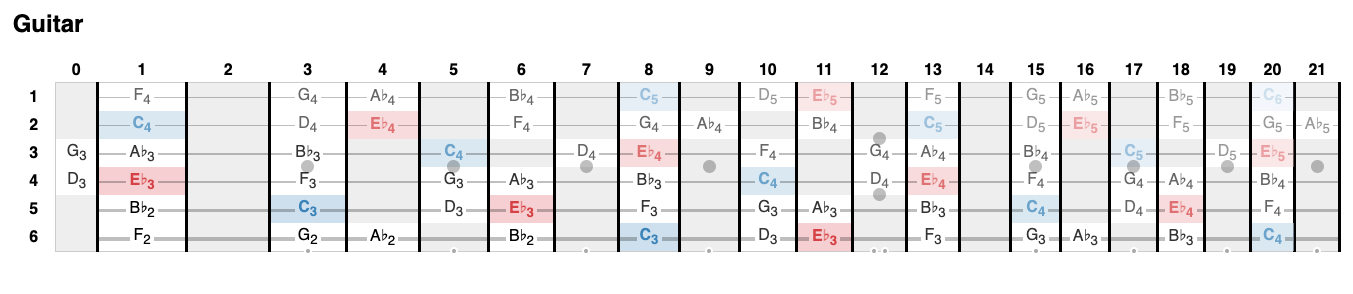 Guitar
0 1 2 3 4 5 6 7 8 9 10 11 12 13 14 15 16 17 18 19 20 21
1 F4 G4 A♭4 B♭4 C5 D5 E♭5 F5 G5 A♭5 B♭5 C6
2 C4 D4 E♭4 F4 G4 A♭4 B♭4 C5 D5 E♭5 F5 G5 A♭5
3 G3 A♭3 B♭3 C4 D4 E♭4 F4 G4 A♭4 B♭4 C5 D5 E♭5
4 D3 E♭3 F3 G3 A♭3 B♭3 C4 D4 E♭4 F4 G4 A♭4 B♭4
5 B♭2 C3 D3 E♭3 F3 G3 A♭3 B♭3 C4 D4 E♭4 F4
6 F2 G2 A♭2 B♭2 C3 D3 E♭3 F3 G3 A♭3 B♭3 C4